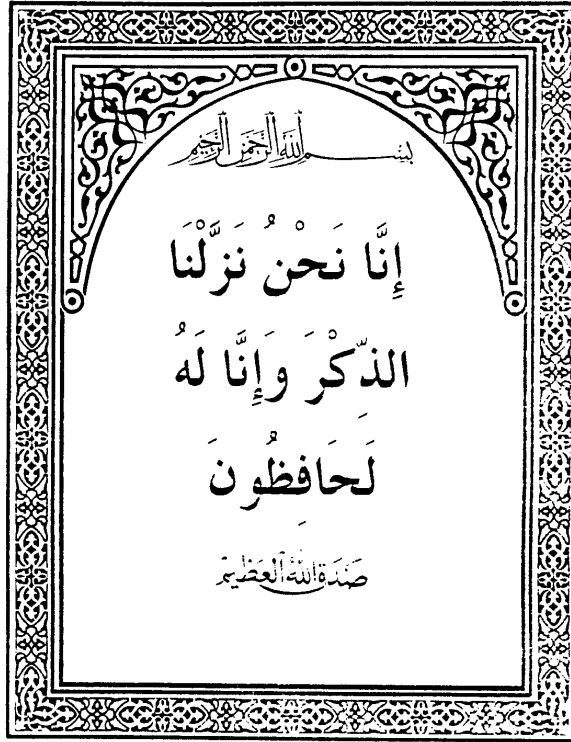 بسم الله الرحمن الرحيم
إِنَّا نَحْنُ نَزَّلْنَا
الذِّكْرَ وَإِنَّا لَهُ
لَحَافِظُونَ
صدق الله العظيم